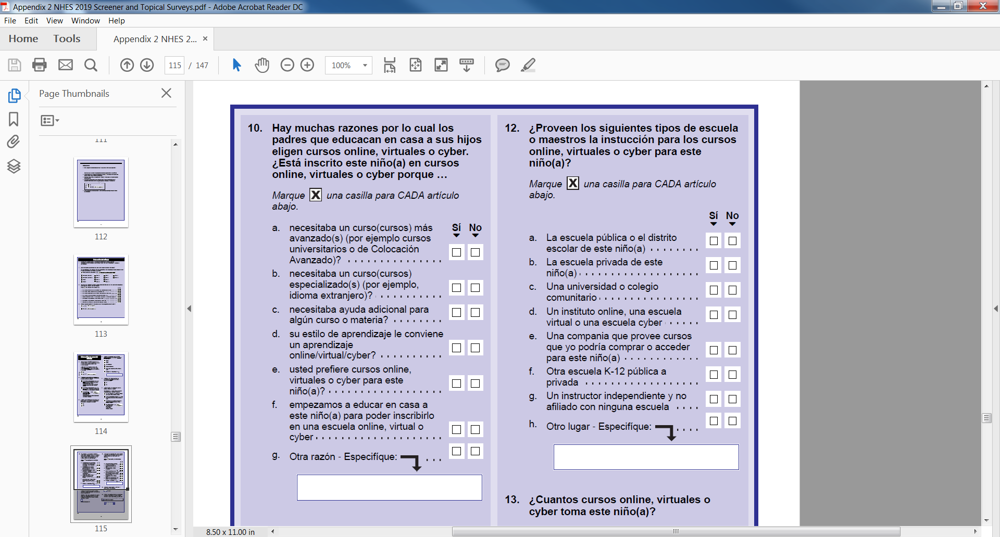 Appendix 2 NHES 2019 Screener and Topical Surveys.pdf - Adobe Acrobat Reader DC
File Edit View Window Help
Home Tools Appendix 2 NHES 2... ×
115 / 147 100%
Page Thumbnails
111
112
113
114
115
10. Hay muchas razones por lo cual los
padres que educacan en casa a sus hijos
eligen cursos online, virtuales o cyber.
¿Está inscrito este niño(a) en cursos
online, virtuales o cyber porque …
Marque X una casilla para CADA artículo
abajo.
Sí No
a. necesitaba un curso(cursos) más
avanzado(s) (por ejemplo cursos
universitarios o de Colocación
Avanzado)?
b. necesitaba un curso(cursos)
especializado(s) (por ejemplo,
idioma extranjero)?
c. necesitaba ayuda adicional para
algún curso o materia?
d. su estilo de aprendizaje le conviene
un aprendizaje
online/virtual/cyber?
e. usted prefiere cursos online,
virtuales o cyber para este
niño(a)?
f. empezamos a educar en casa a
este niño(a) para poder inscribirlo
en una escuela online, virtual o
cyber
g. Otra razón - Especifíque:
12. ¿Proveen los siguientes tipos de escuela
o maestros la instucción para los cursos
online, virtuales o cyber para este
niño(a)?
Marque X una casilla para CADA artículo
abajo.
Sí No
a. La escuela pública o el distrito
escolar de este niño(a)
b. La escuela privada de este
niño(a)
c. Una universidad o colegio
comunitario
d. Un instituto online, una escuela
virtual o una escuela cyber
e. Una compania que provee cursos
que yo podría comprar o acceder
para este niño(a)
f. Otra escuela K-12 pública a
privada
g. Un instructor independiente y no
afiliado con ninguna escuela
h. Otro lugar - Especifíque:
13. ¿Cuantos cursos online, virtuales o
cyber toma este niño(a)?
8.50 x 11.00 in